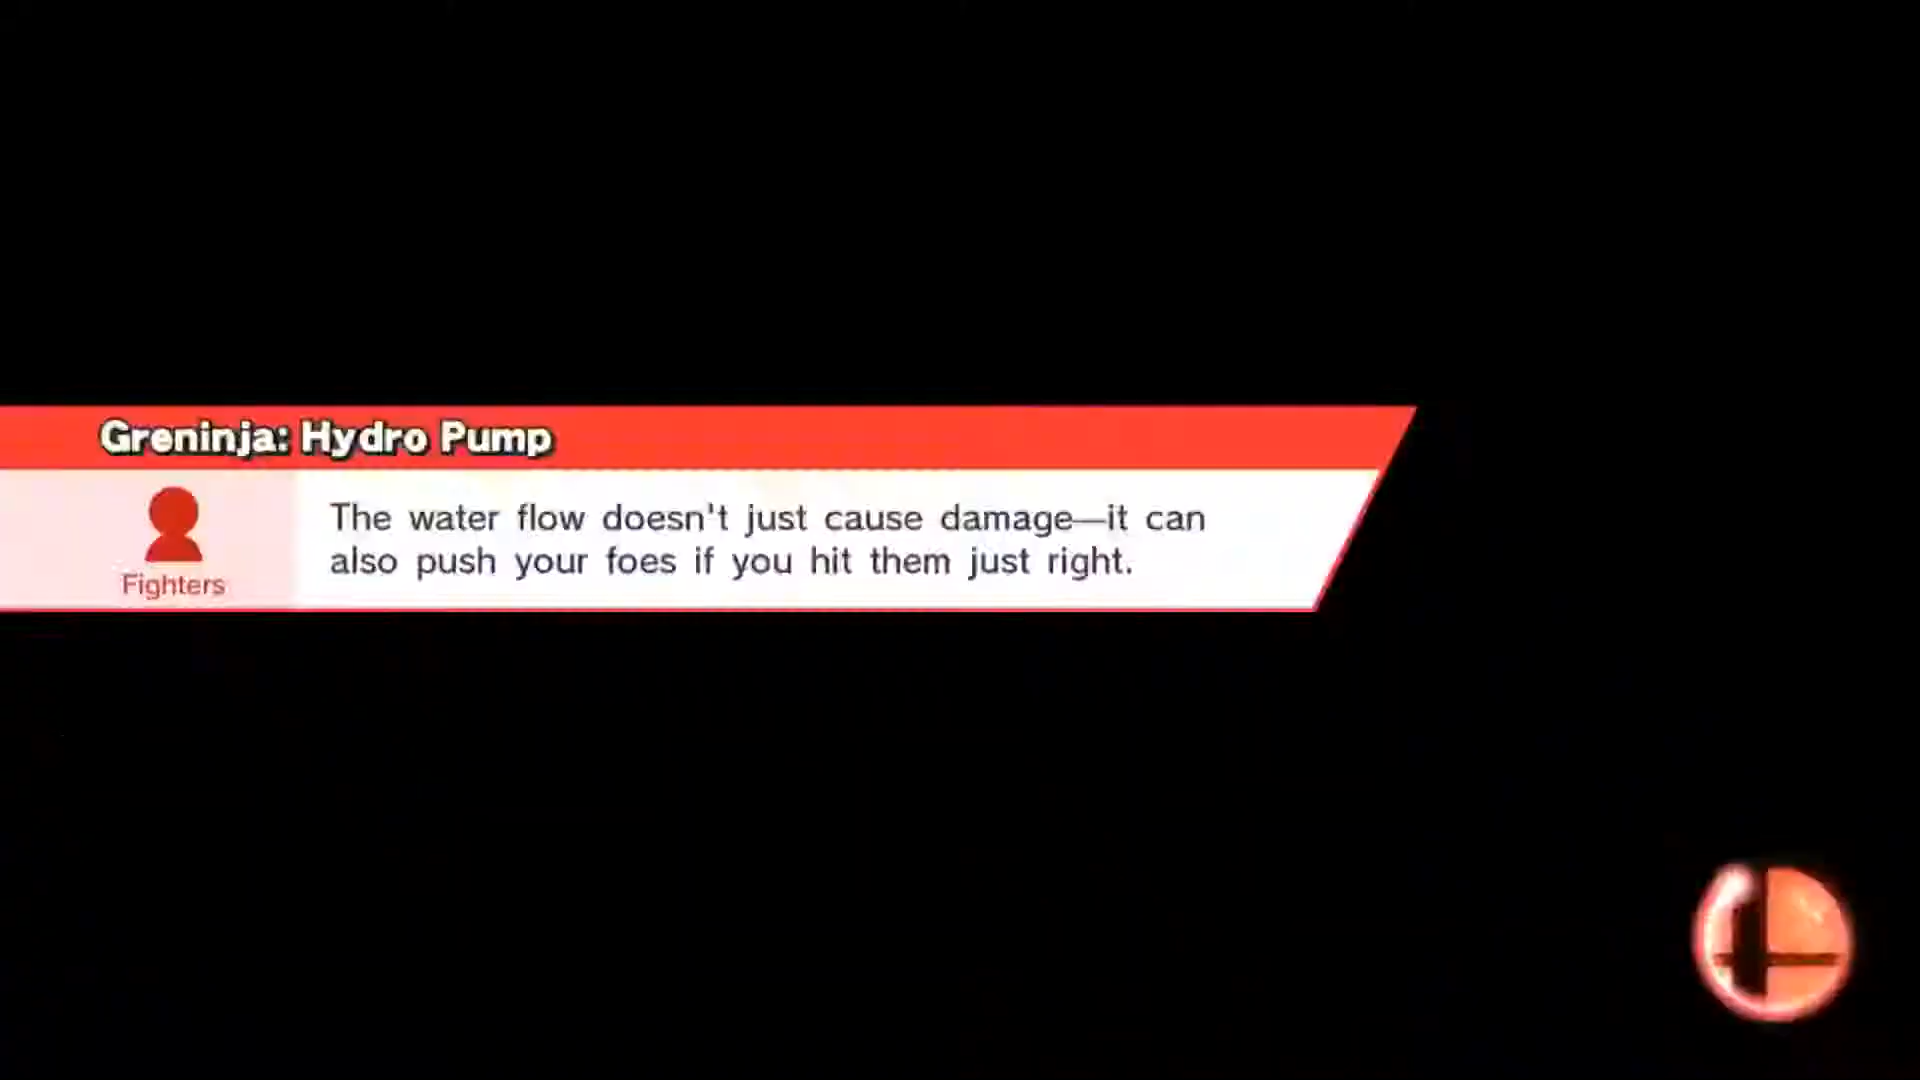 Greninja: Hydro Pump
Fighters
The water flow doesn't just cause damage—it can
also push your foes if you hit them just right.